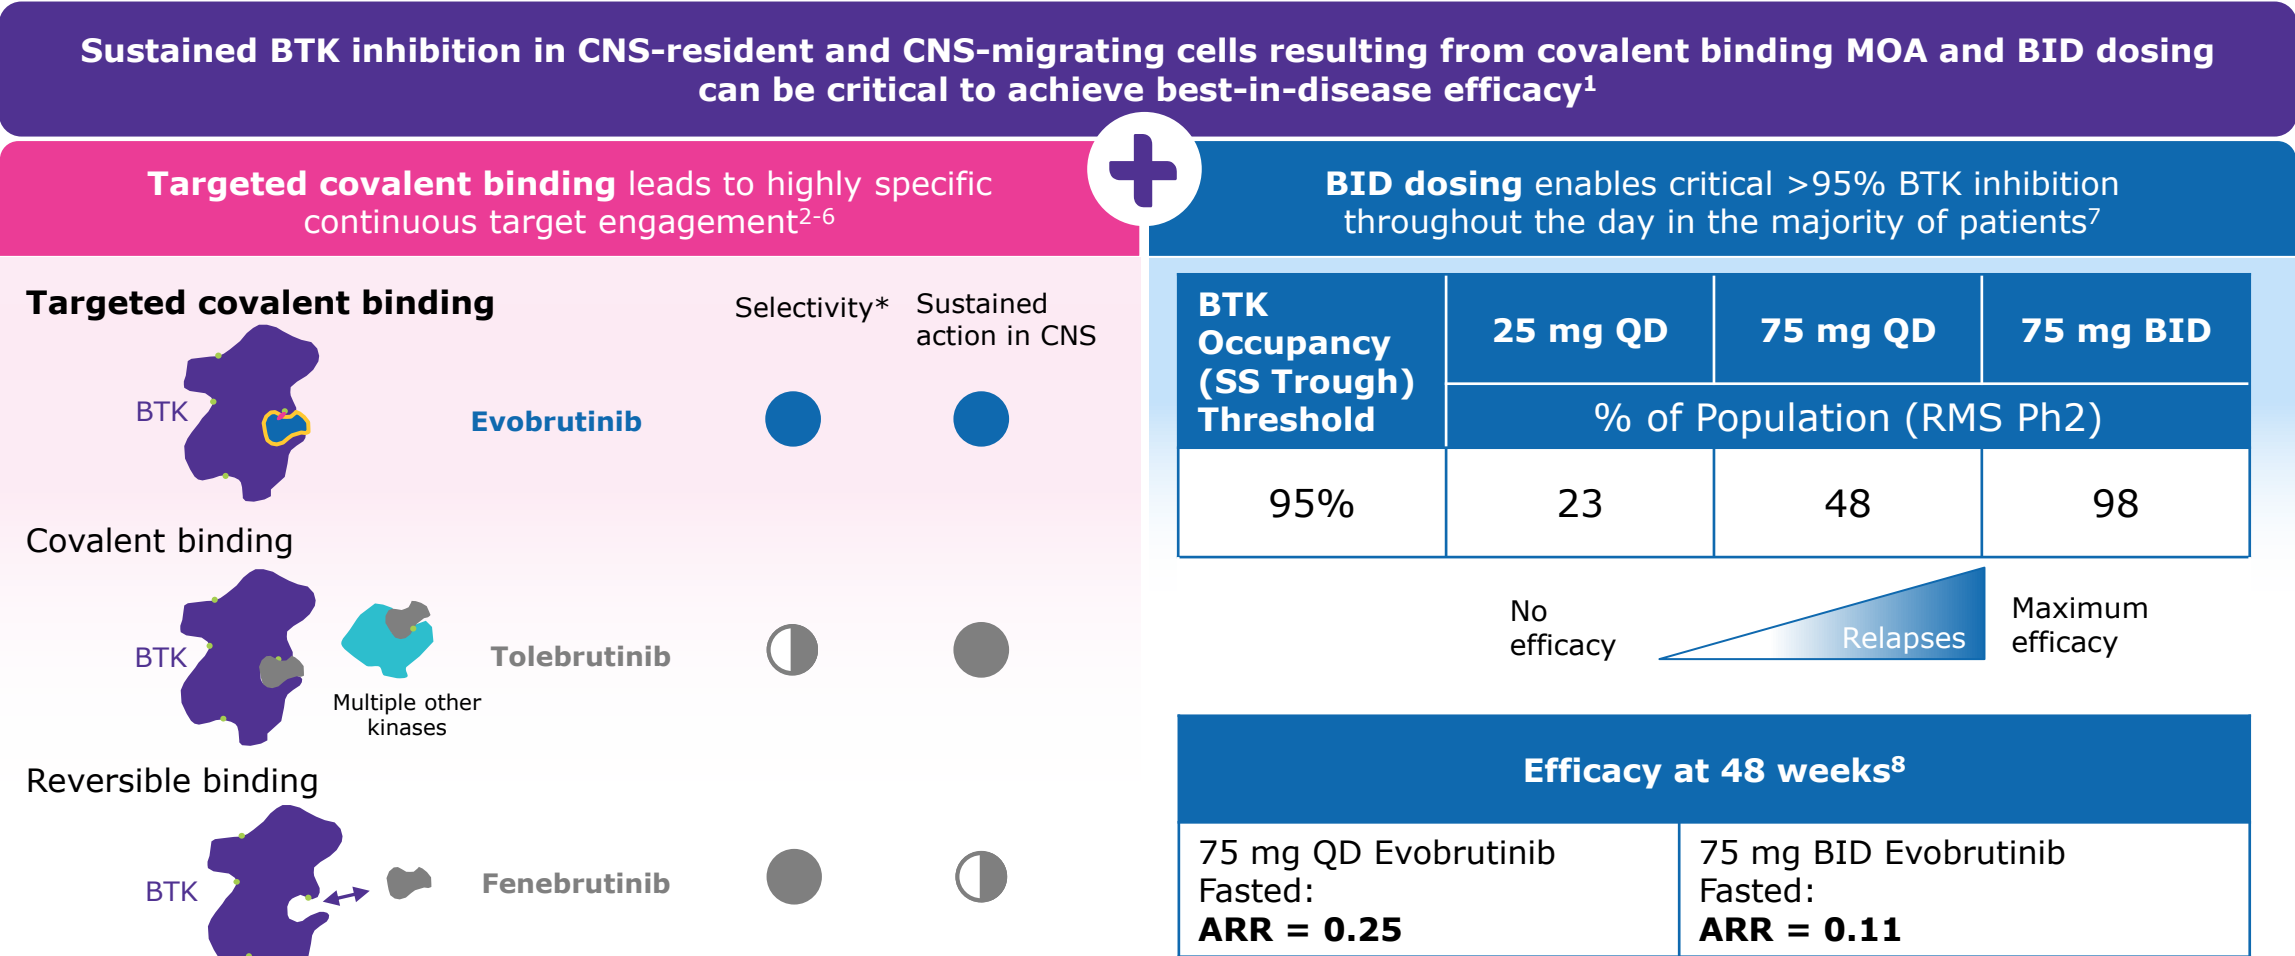 Sustained BTK inhibition in CNS-resident and CNS-migrating cells resulting from covalent binding MOA and BID dosing
can be critical to achieve best-in-disease efficacy¹
Targeted covalent binding leads to highly specific
continuous target engagement²⁻⁶
BID dosing enables critical >95% BTK inhibition
throughout the day in the majority of patients⁷
Targeted covalent binding
Selectivity*
Sustained
action in CNS
BTK
Evobrutinib
Covalent binding
BTK
Multiple other
kinases
Tolebrutinib
Reversible binding
BTK
Fenebrutinib
BTK
Occupancy
(SS Trough)
Threshold
25 mg QD
75 mg QD
75 mg BID
% of Population (RMS Ph2)
95%
23
48
98
No
efficacy
Relapses
Maximum
efficacy
Efficacy at 48 weeks⁸
75 mg QD Evobrutinib
Fasted:
ARR = 0.25
75 mg BID Evobrutinib
Fasted:
ARR = 0.11